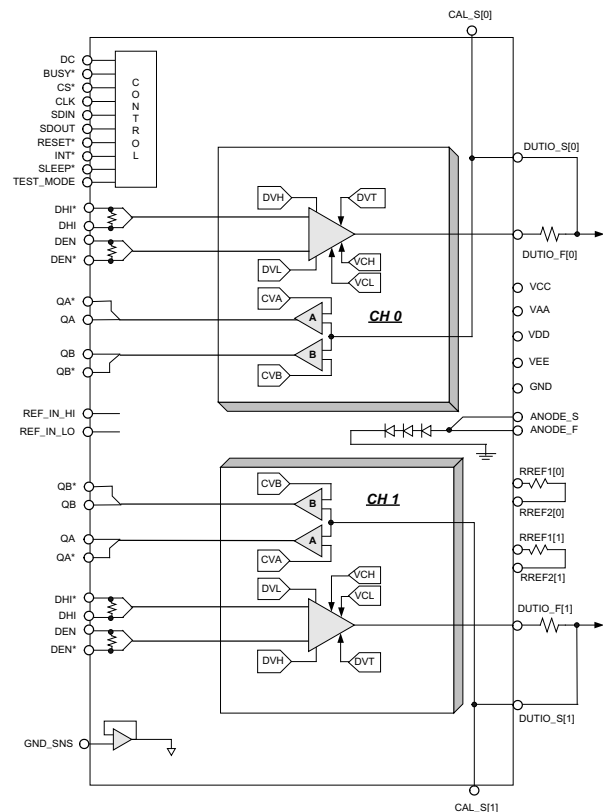 CAL_S[0]
DC
BUSY*
CS*
CLK
SDIN
SDOUT
RESET*
INT*
SLEEP*
TEST_MODE
CONTROL
DHI*
DHI
DEN
DEN*
DVH
DVT
DVL
VCH
VCL
DUTIO_S[0]
DUTIO_F[0]
QA*
QA
QB
QB*
CVA
A
B
CVB
CH 0
VCC
VAA
VDD
VEE
GND
REF_IN_HI
REF_IN_LO
ANODE_S
ANODE_F
QB*
QB
QA
QA*
CVB
B
A
CVA
CH 1
RREF1[0]
RREF2[0]
RREF1[1]
RREF2[1]
DHI*
DHI
DEN
DEN*
DVL
VCH
VCL
DVH
DVT
DUTIO_F[1]
DUTIO_S[1]
GND_SNS
CAL_S[1]